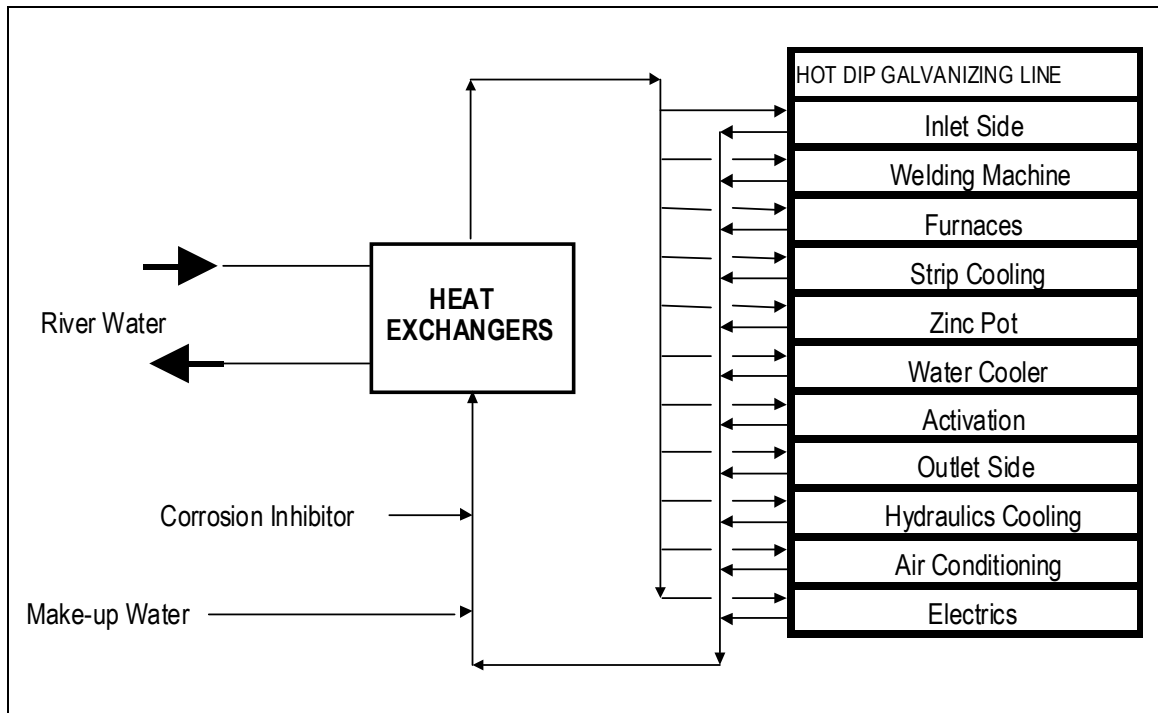 HOT DIP GALVANIZING LINE
Inlet Side
Welding Machine
Furnaces
Strip Cooling
Zinc Pot
Water Cooler
Activation
Outlet Side
Hydraulics Cooling
Air Conditioning
Electrics
HEAT
EXCHANGERS
River Water
Corrosion Inhibitor
Make-up Water